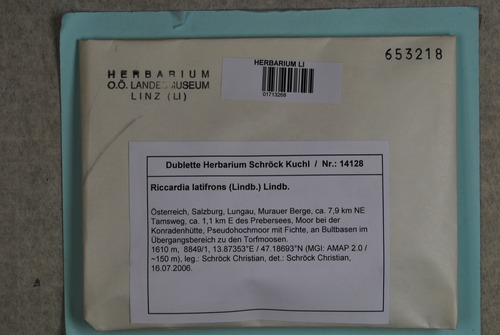 653218
HERBARIUM LI
01713268
HERBARIUM
O.Ö. LANDESMUSEUM
LINZ (LI)
Dublette Herbarium Schröck Kuchl / Nr.: 14128
Riccardia latifrons (Lindb.) Lindb.
Österreich, Salzburg, Lungau, Murauer Berge, ca. 7,9 km NE
Tamsweg, ca. 1,1 km E des Prebersees, Moor bei der
Konradenhütte, Pseudohochmoor mit Fichte, an Bultbasen im
Übergangsbereich zu den Torfmoosen.
1610 m, 8849/1, 13.87353°E / 47.18693°N (MGI: AMAP 2.0 /
~150 m), leg.: Schröck Christian, det.: Schröck Christian,
16.07.2006.